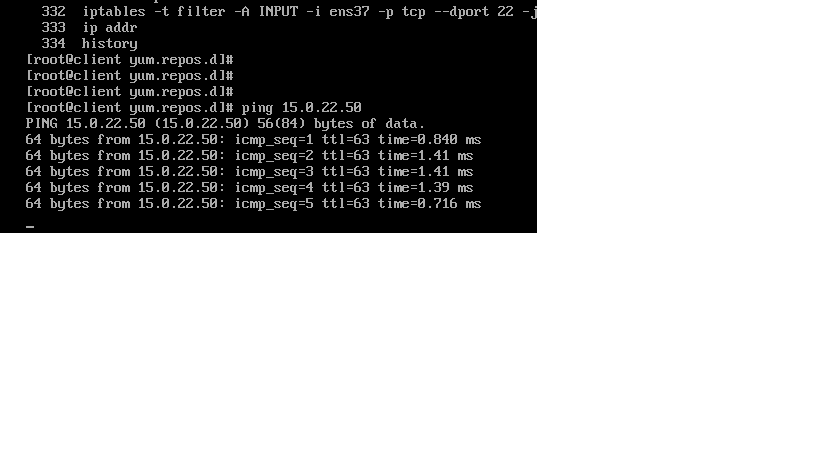 332 iptables -t filter -A INPUT -i ens37 -p tcp --dport 22 -j
333 ip addr
334 history
[root@client yum.repos.d]#
[root@client yum.repos.d]#
[root@client yum.repos.d]#
[root@client yum.repos.d]# ping 15.0.22.50
PING 15.0.22.50 (15.0.22.50) 56(84) bytes of data.
64 bytes from 15.0.22.50: icmp_seq=1 ttl=63 time=0.840 ms
64 bytes from 15.0.22.50: icmp_seq=2 ttl=63 time=1.41 ms
64 bytes from 15.0.22.50: icmp_seq=3 ttl=63 time=1.41 ms
64 bytes from 15.0.22.50: icmp_seq=4 ttl=63 time=1.39 ms
64 bytes from 15.0.22.50: icmp_seq=5 ttl=63 time=0.716 ms